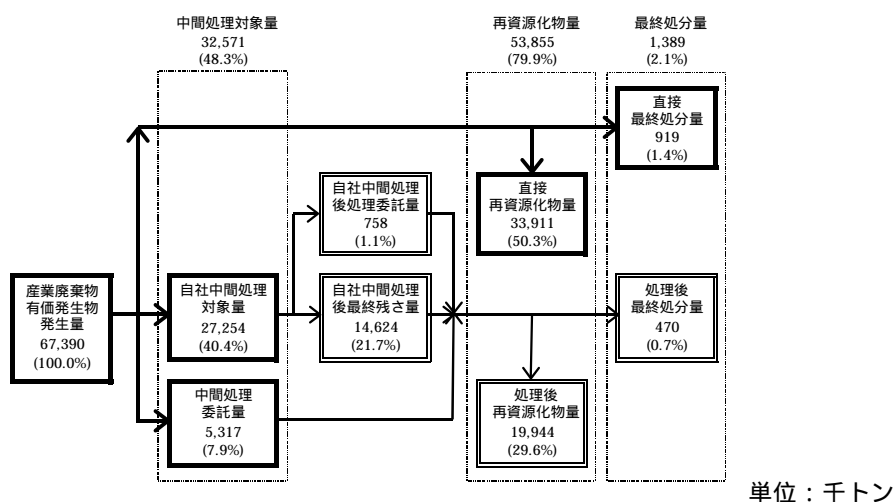 中間処理対象量
32,571
(48.3%)
再資源化物量
53,855
(79.9%)
最終処分量
1,389
(2.1%)
直接
最終処分量
919
(1.4%)
自社中間処理
後処理委託量
758
(1.1%)
直接
再資源化物量
33,911
(50.3%)
産業廃棄物
有価発生物
発生量
67,390
(100.0%)
自社中間処理
対象量
27,254
(40.4%)
自社中間処理
後最終残さ量
14,624
(21.7%)
処理後
最終処分量
470
(0.7%)
中間処理
委託量
5,317
(7.9%)
処理後
再資源化物量
19,944
(29.6%)
単位：千トン